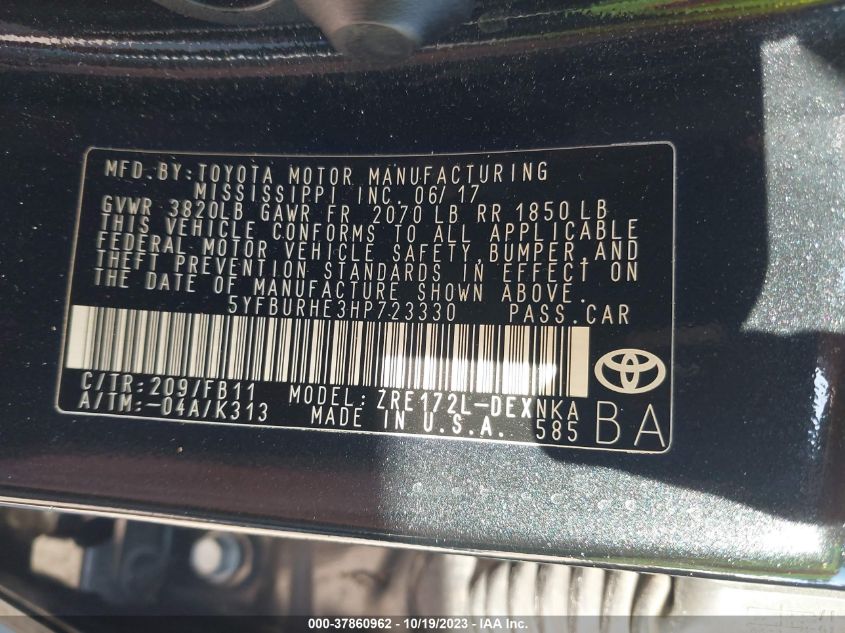 MFD.BY:TOYOTA MOTOR MANUFACTURING
MISSISSIPPI INC. 06/17
GVWR 3820LB GAWR FR 2070 LB RR 1850 LB
THIS VEHICLE CONFORMS TO ALL APPLICABLE
FEDERAL MOTOR VEHICLE SAFETY,BUMPER,AND
THEFT PREVENTION STANDARDS IN EFFECT ON
THE DATE OF MANUFACTURE SHOWN ABOVE.
5YFBURHE3HP723330 PASS.CAR
C/TR:209/FB11 MODEL:ZRE172L-DEXNKA
A/TM:-04A/K313 MADE IN U.S.A. 585 BA
000-37860962 - 10/19/2023 - IAA Inc.